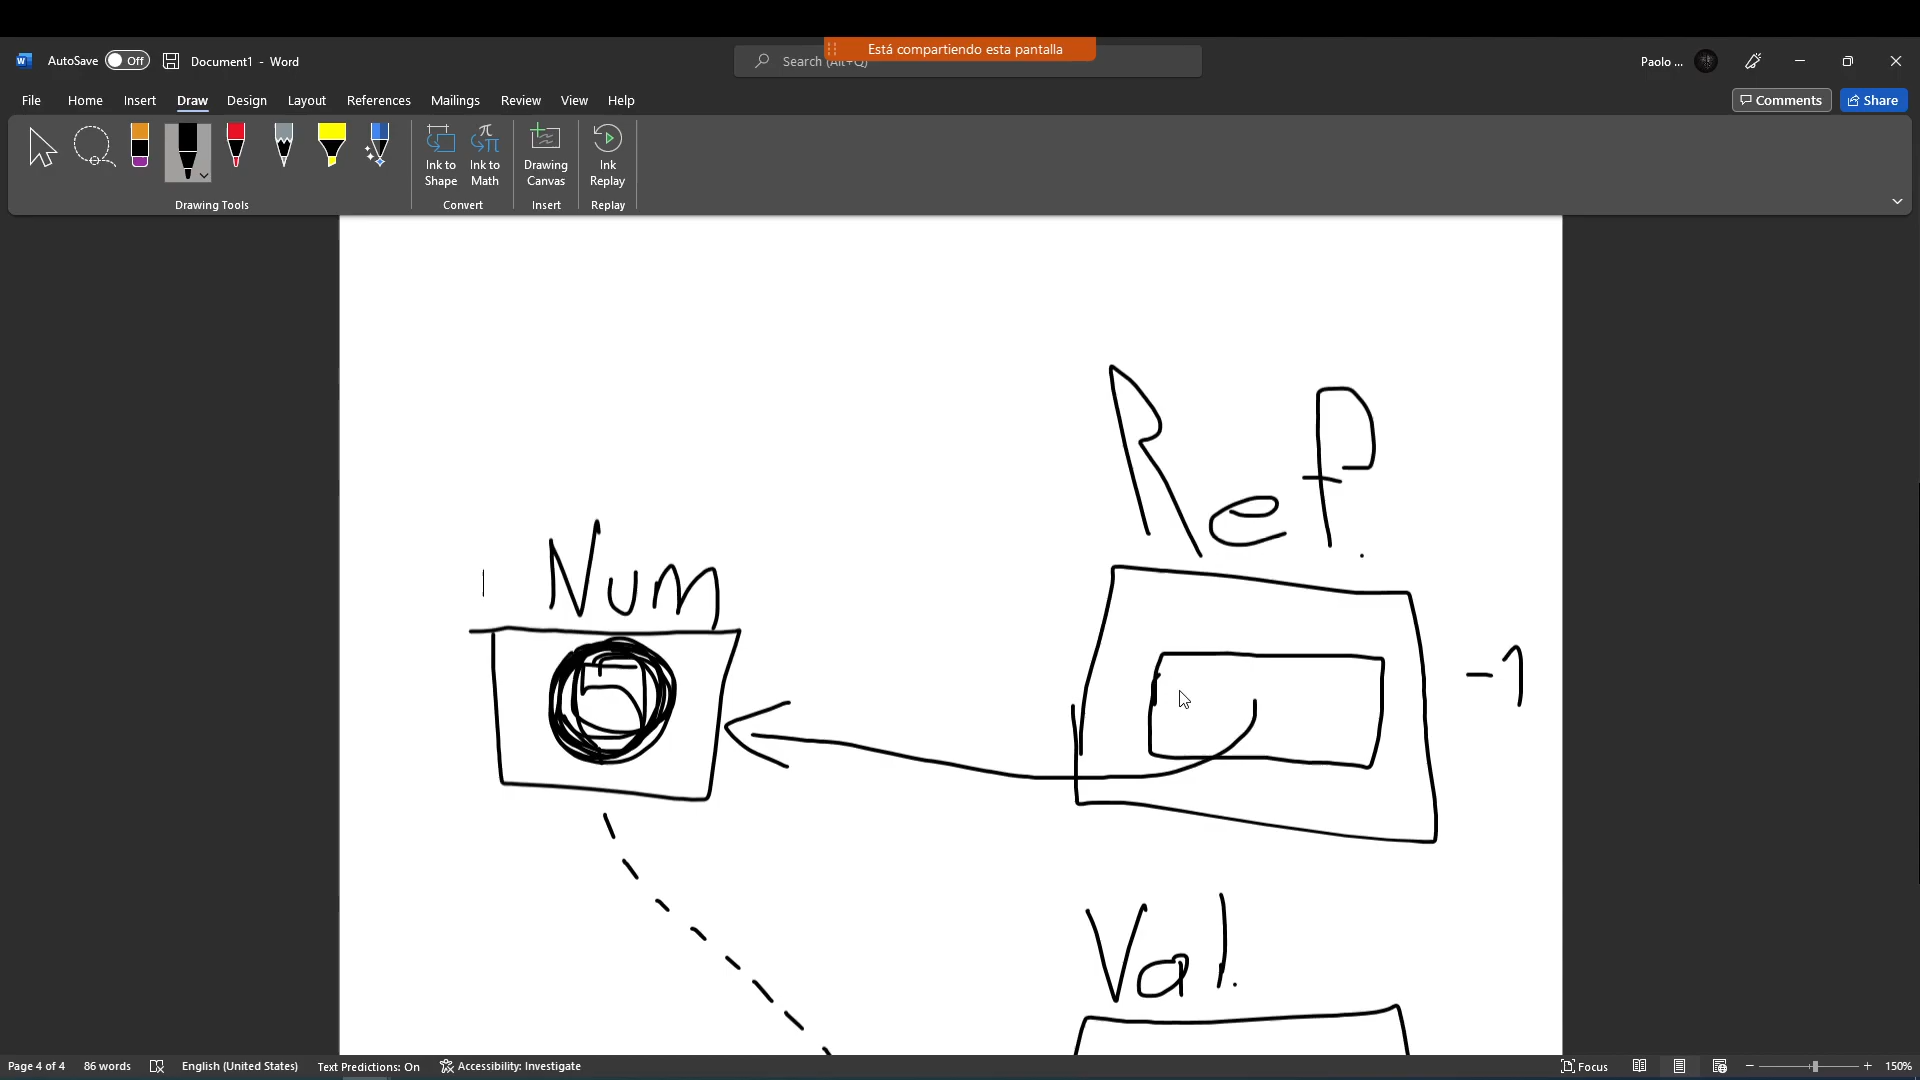 Está compartiendo esta pantalla
AutoSave Off Document1 - Word Search (Alt+Q) Paolo ...
File Home Insert Draw Design Layout References Mailings Review View Help Comments Share
Ink to Shape
Ink to Math
Drawing Canvas
Ink Replay
Drawing Tools Convert Insert Replay
Ref.
Num
5
-1
Val.
Page 4 of 4 86 words English (United States) Text Predictions: On Accessibility: Investigate Focus 150%